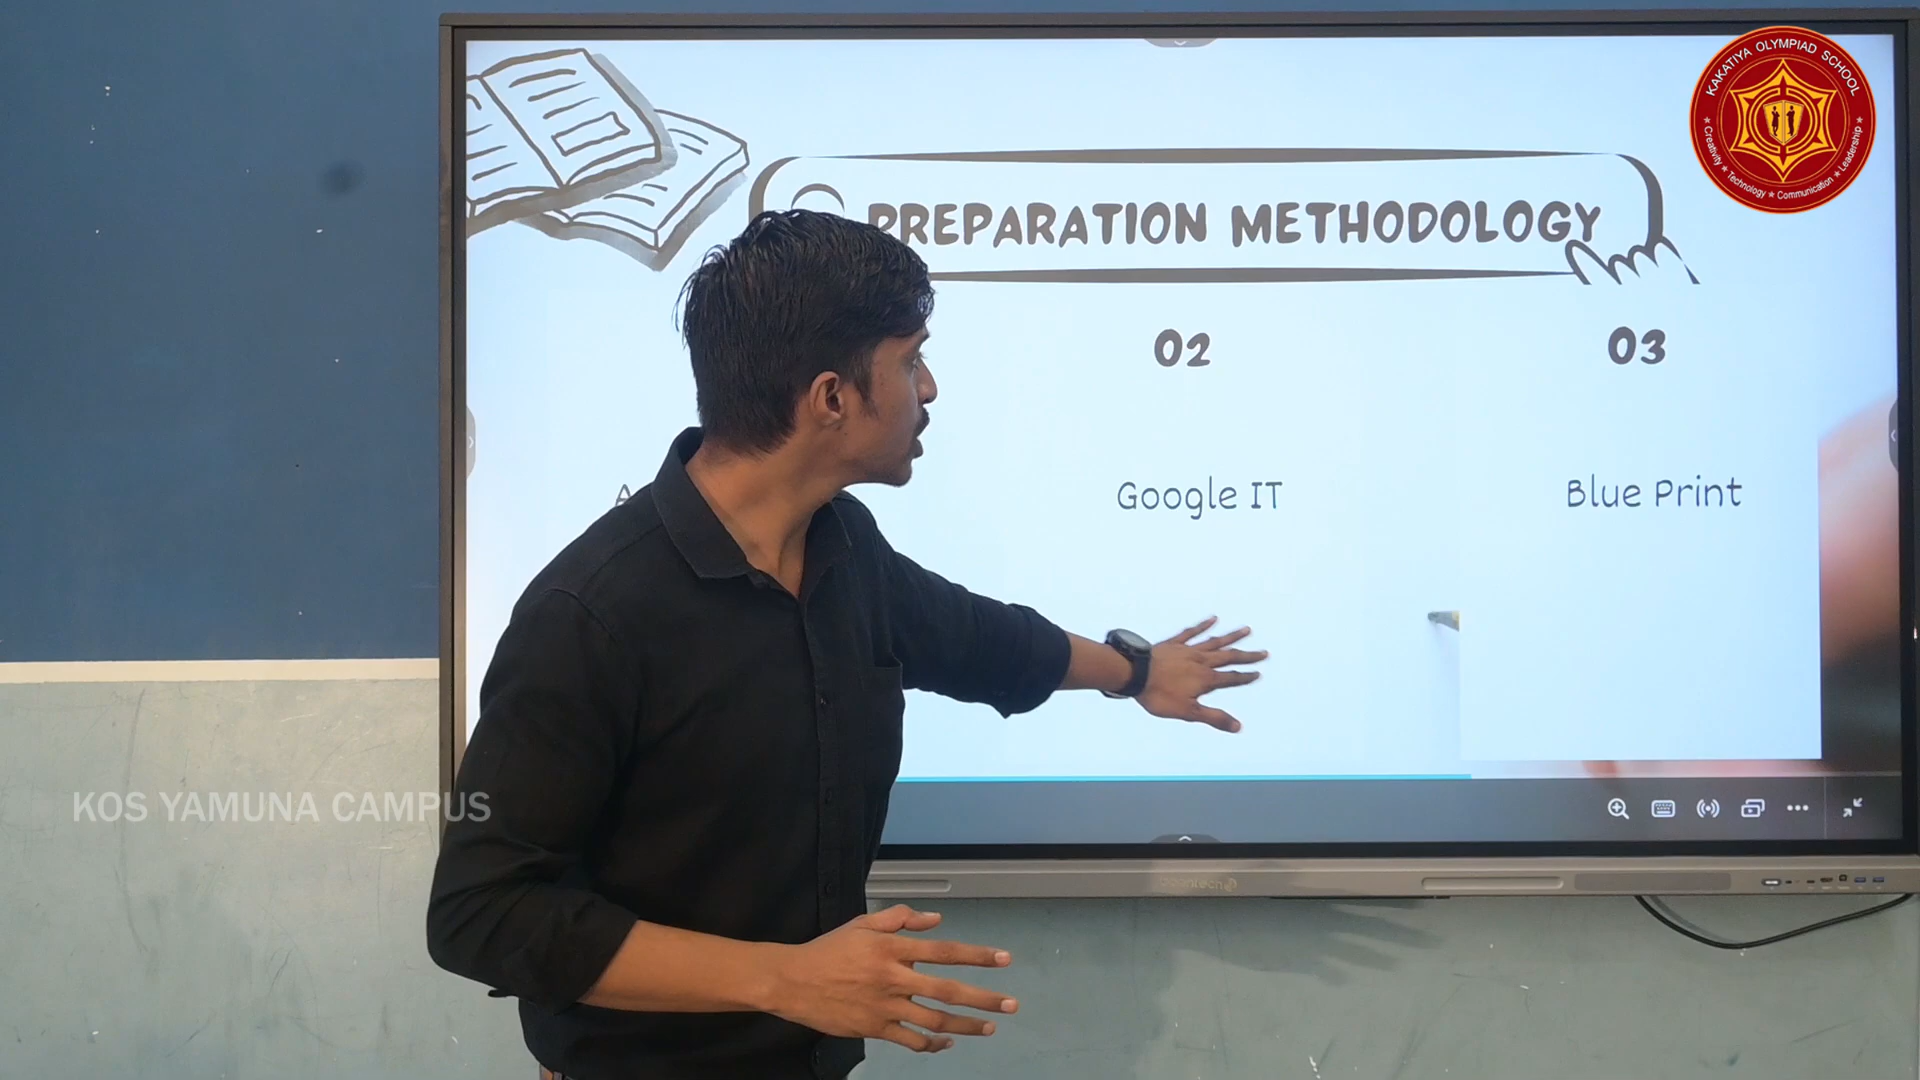 KAKATIYA OLYMPIAD SCHOOL
★ Creativity ★ Technology ★ Communication ★ Leadership ★
PREPARATION METHODOLOGY
02
03
A
Google IT
Blue Print
KOS YAMUNA CAMPUS